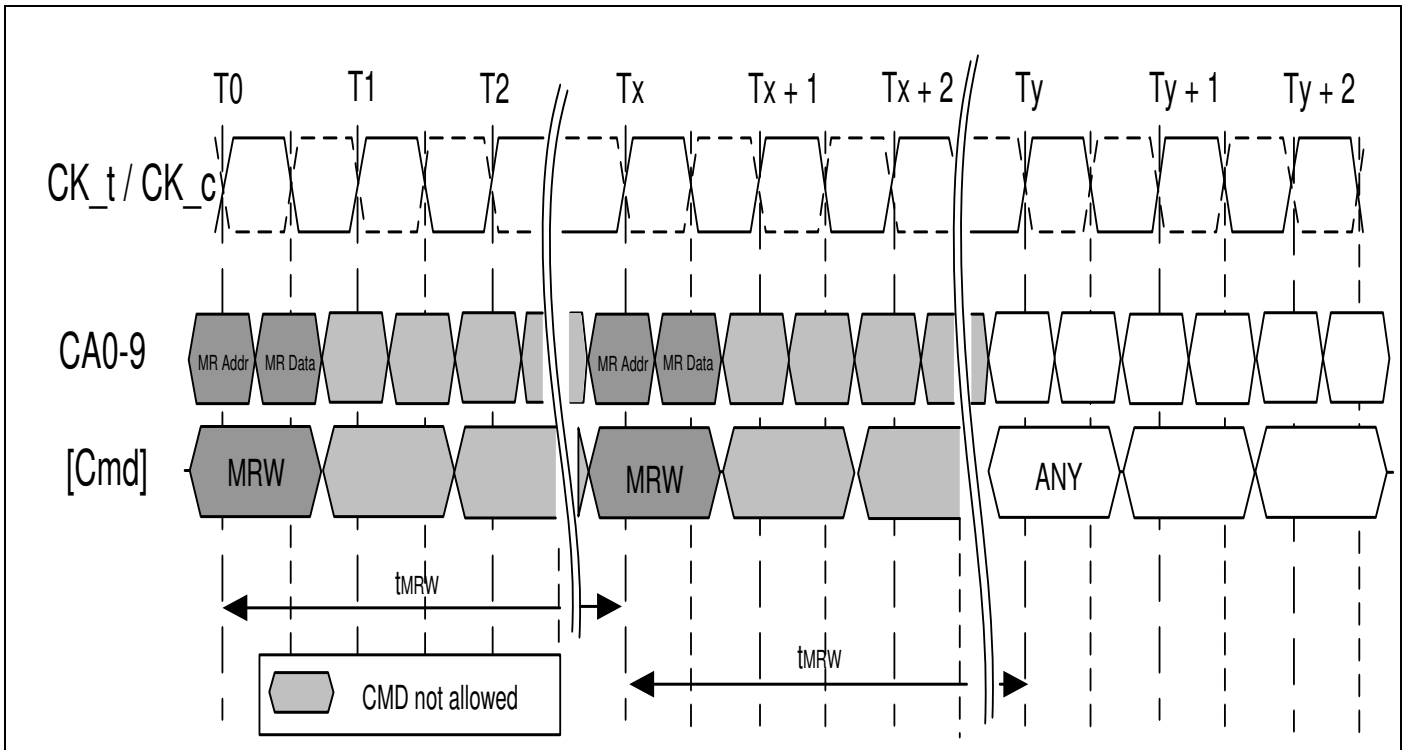 T0 T1 T2 Tx Tx + 1 Tx + 2 Ty Ty + 1 Ty + 2
CK_t / CK_c
CA0-9 MR Addr MR Data MR Addr MR Data
[Cmd] MRW MRW ANY
tMRW
tMRW
CMD not allowed